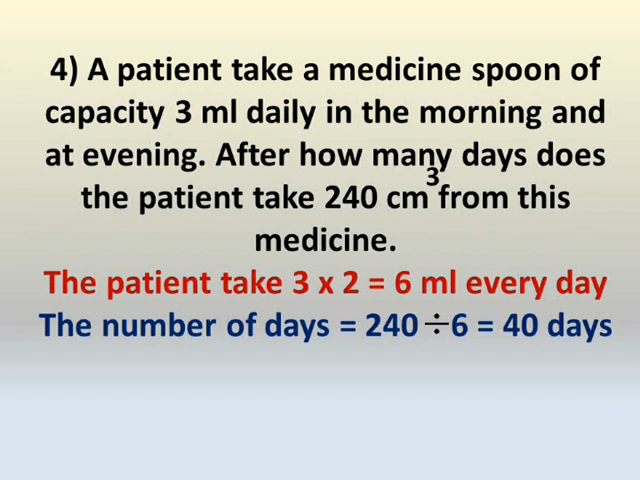 4) A patient take a medicine spoon of
capacity 3 ml daily in the morning and
at evening. After how many days does
the patient take 240 cm³ from this
medicine.
The patient take 3 x 2 = 6 ml every day
The number of days = 240 ÷ 6 = 40 days